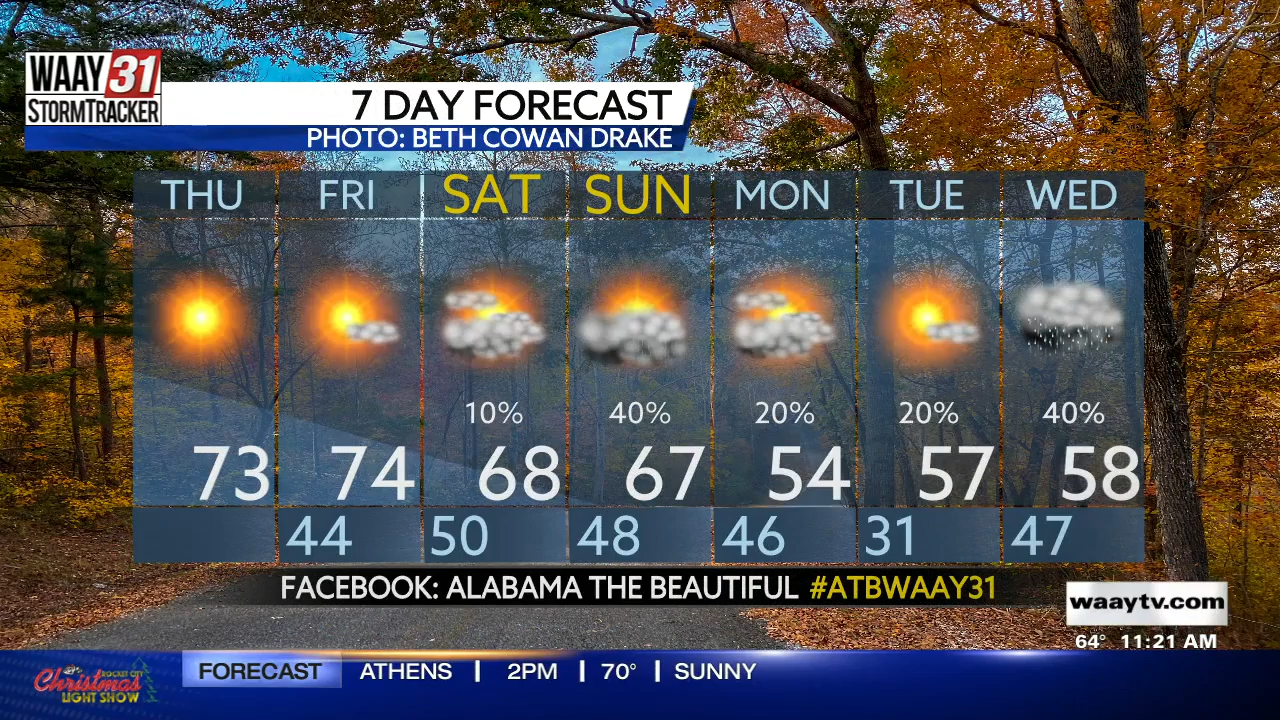 WAAY 31
STORMTRACKER
7 DAY FORECAST
PHOTO: BETH COWAN DRAKE
THU FRI SAT SUN MON TUE WED
10% 40% 20% 20% 40%
73 74 68 67 54 57 58
44 50 48 46 31 47
FACEBOOK: ALABAMA THE BEAUTIFUL #ATBWAAY31
waaytv.com
64° 11:21 AM
ROCKET CITY
Christmas
LIGHT SHOW
FORECAST ATHENS | 2PM | 70° | SUNNY